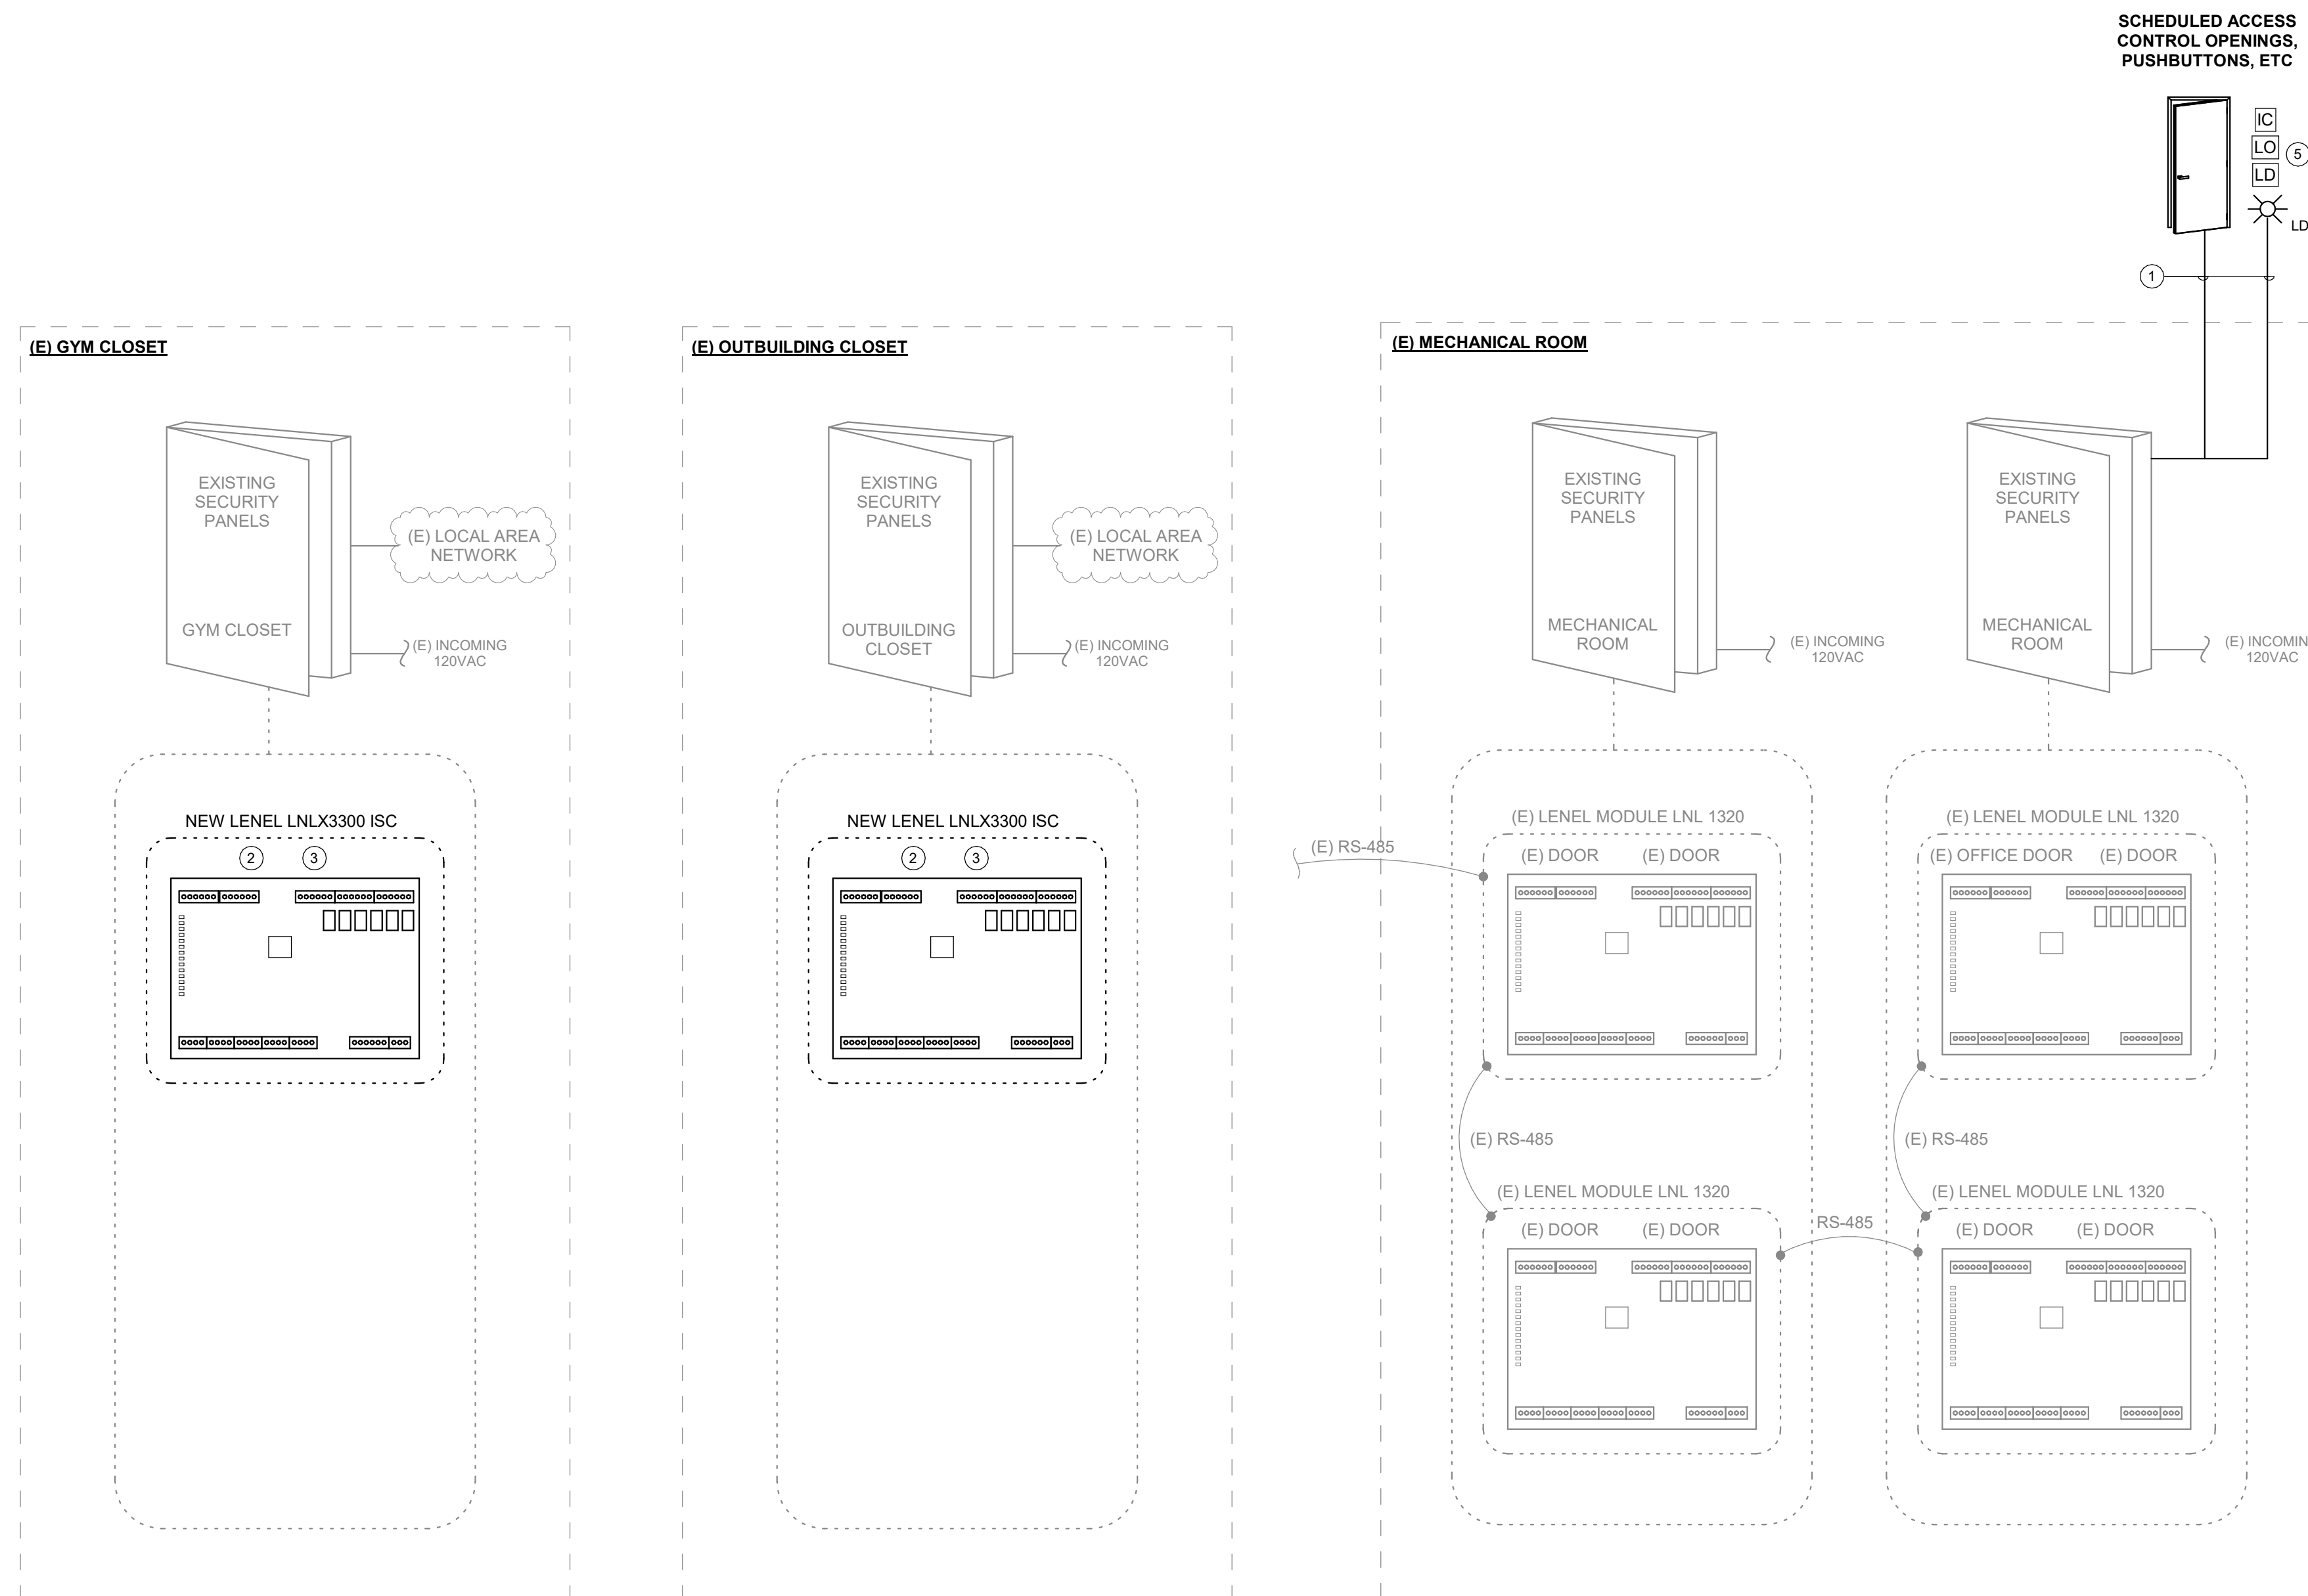 SCHEDULED ACCESS
CONTROL OPENINGS,
PUSHBUTTONS, ETC
IC
LO
LD
5
LD
1
(E) GYM CLOSET
EXISTING
SECURITY
PANELS
GYM CLOSET
(E) LOCAL AREA
NETWORK
(E) INCOMING
120VAC
NEW LENEL LNLX3300 ISC
2
3
(E) OUTBUILDING CLOSET
EXISTING
SECURITY
PANELS
OUTBUILDING
CLOSET
(E) LOCAL AREA
NETWORK
(E) INCOMING
120VAC
NEW LENEL LNLX3300 ISC
2
3
(E) MECHANICAL ROOM
EXISTING
SECURITY
PANELS
MECHANICAL
ROOM
(E) INCOMING
120VAC
(E) RS-485
(E) LENEL MODULE LNL 1320
(E) DOOR
(E) DOOR
(E) RS-485
(E) LENEL MODULE LNL 1320
(E) DOOR
(E) DOOR
RS-485
EXISTING
SECURITY
PANELS
MECHANICAL
ROOM
(E) INCOMIN
120VAC
(E) LENEL MODULE LNL 1320
(E) OFFICE DOOR
(E) DOOR
(E) RS-485
(E) LENEL MODULE LNL 1320
(E) DOOR
(E) DOOR